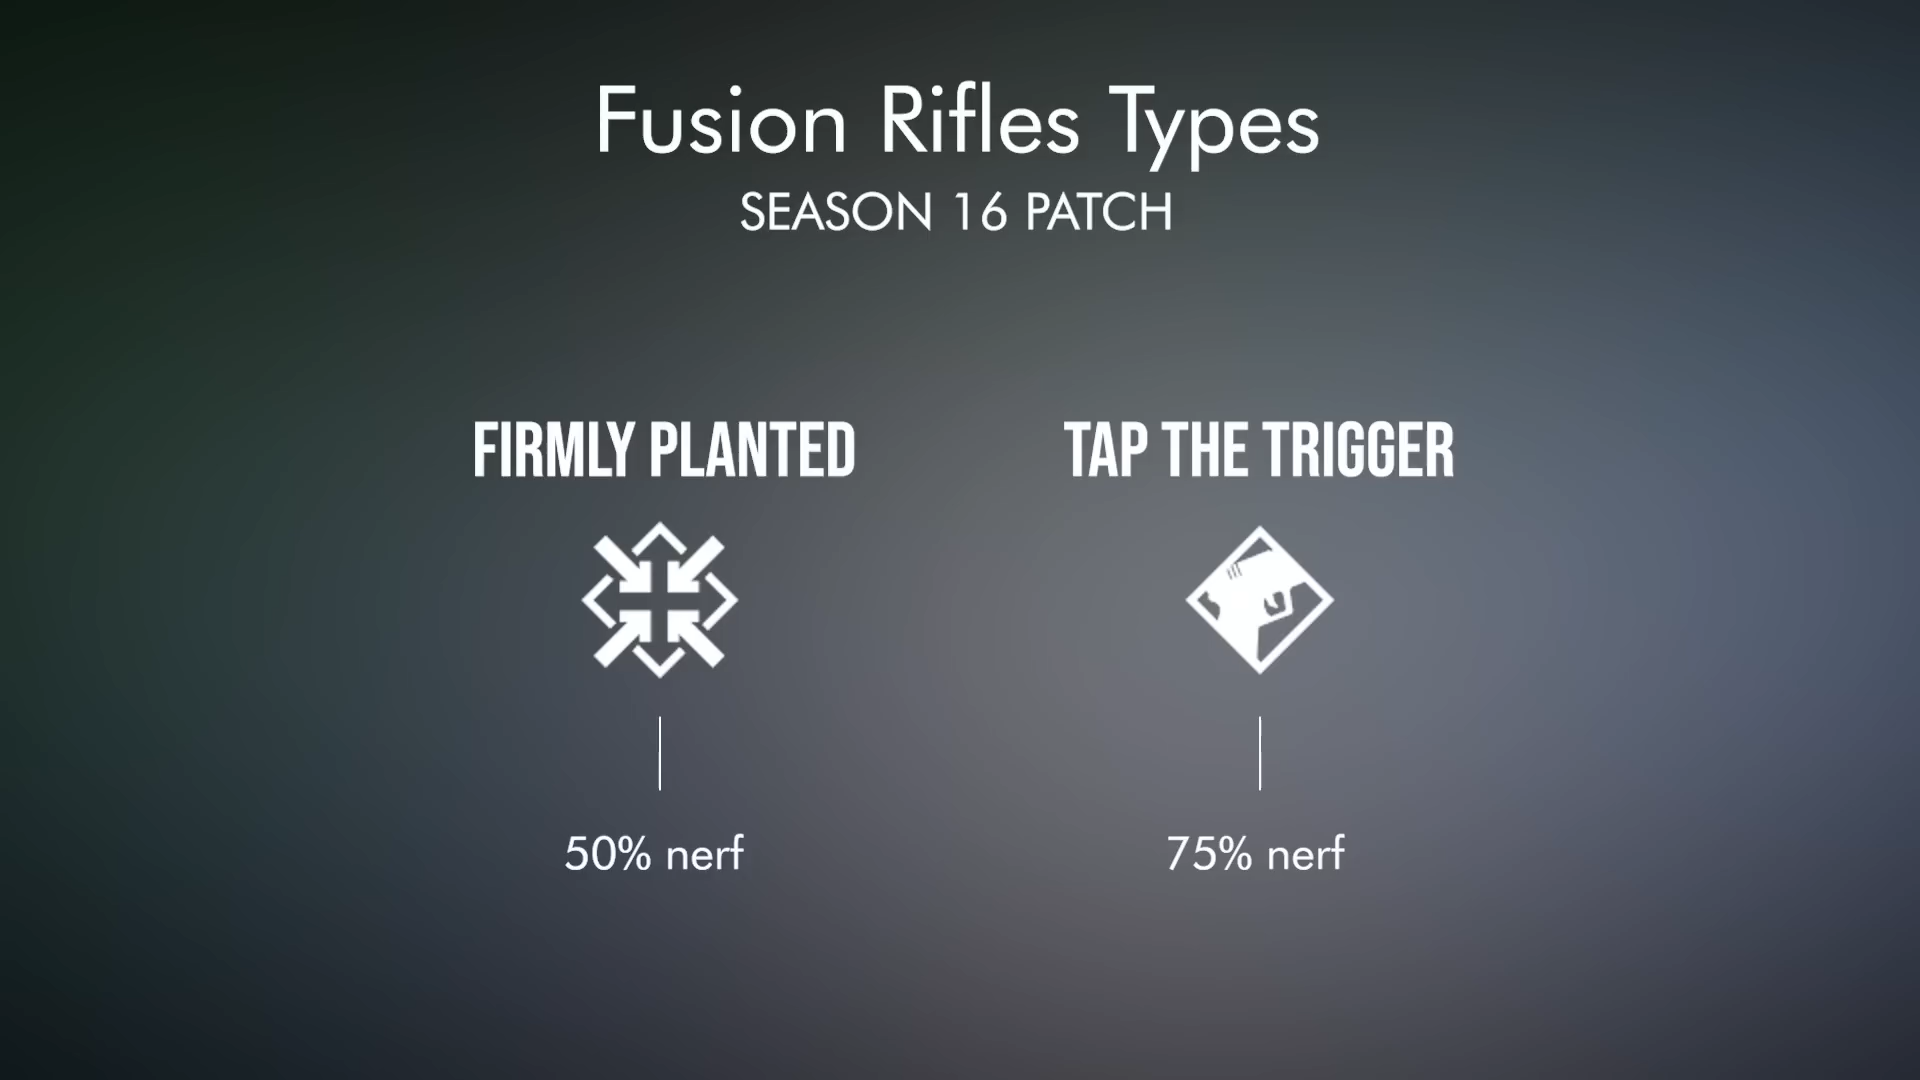 Fusion Rifles Types
SEASON 16 PATCH
FIRMLY PLANTED
TAP THE TRIGGER
50% nerf
75% nerf